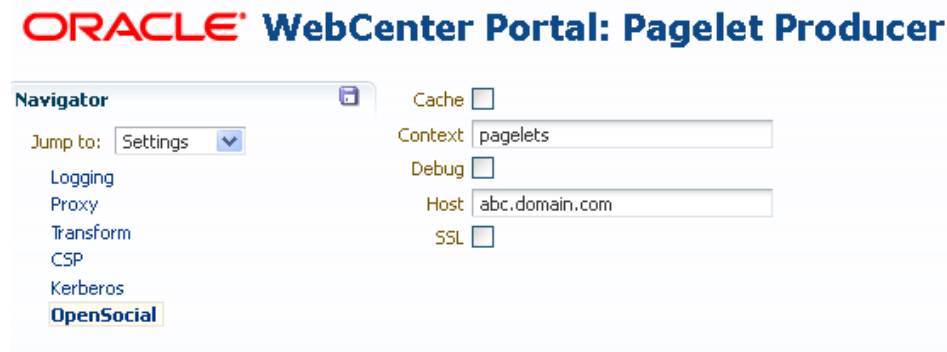 ORACLE WebCenter Portal: Pagelet Producer
Navigator
Jump to: Settings
Logging
Proxy
Transform
CSP
Kerberos
OpenSocial
Cache
Context pagelets
Debug
Host abc.domain.com
SSL